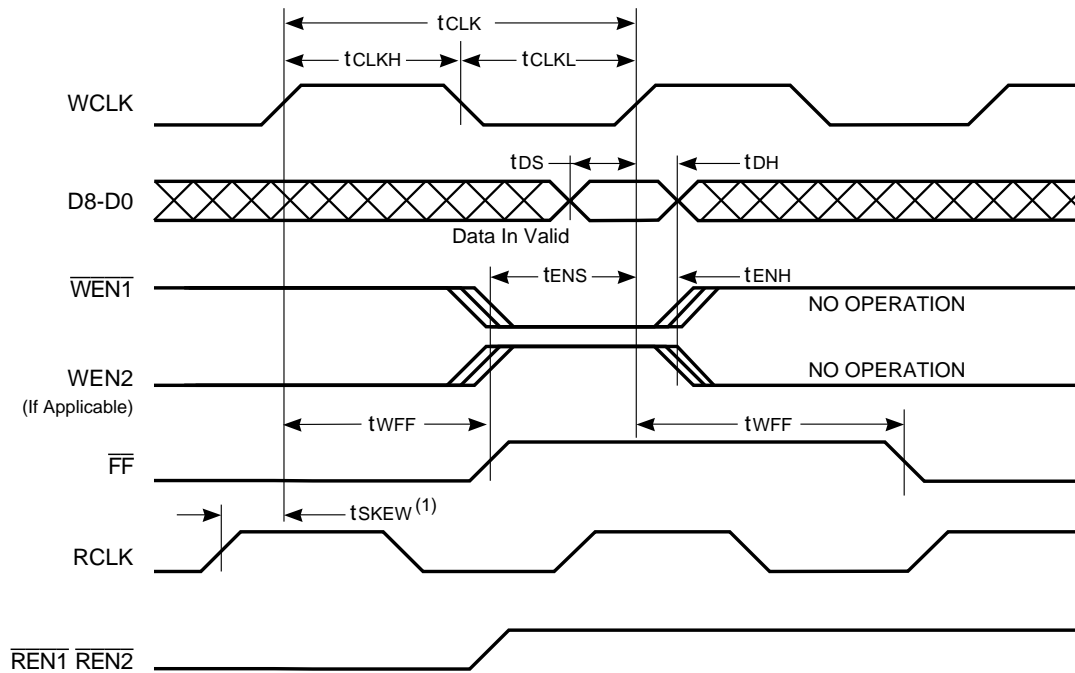 tCLK
tCLKH tCLKL
WCLK
tDS tDH
D8-D0
Data In Valid
tENS tENH
WEN1
NO OPERATION
WEN2
NO OPERATION
(If Applicable)
tWFF tWFF
FF
tSKEW(1)
RCLK
REN1 REN2